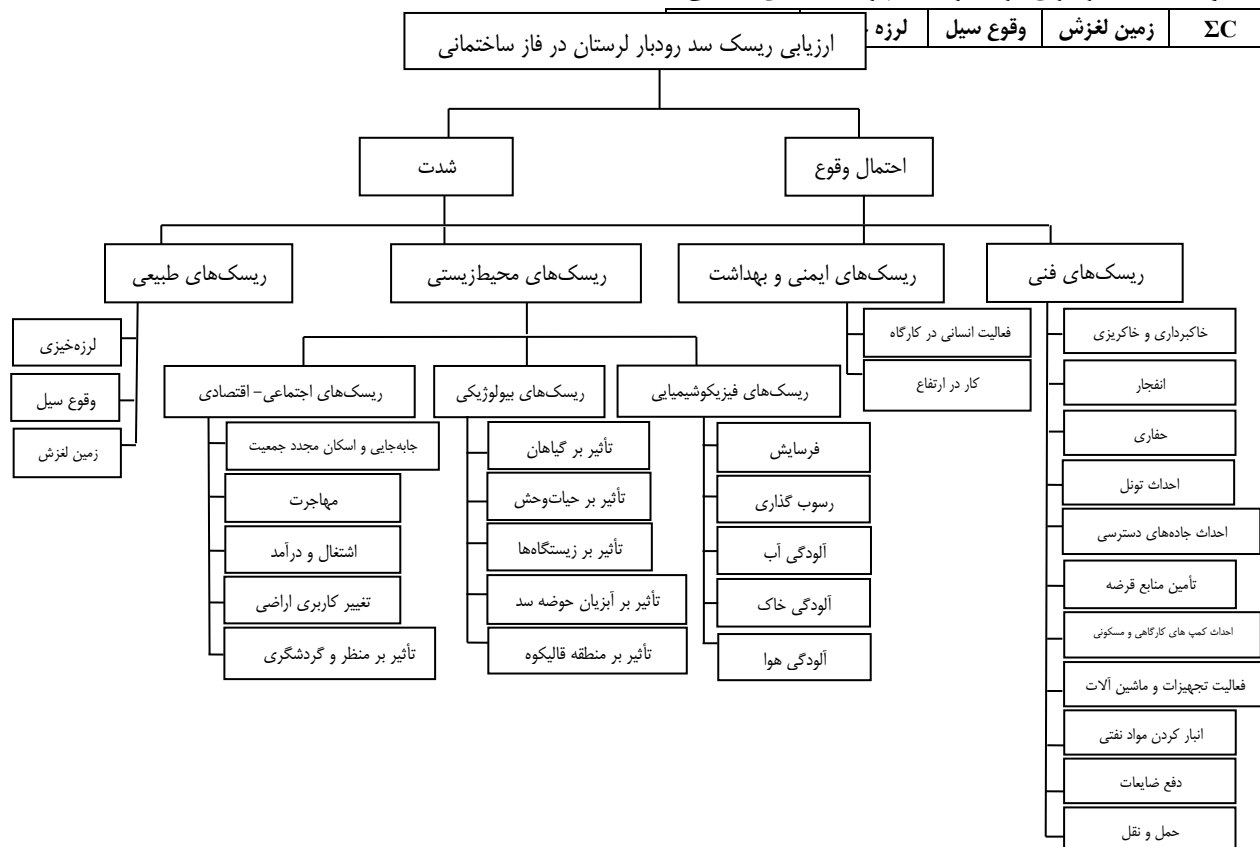 ΣC
زمین لغزش
وقوع سیل
لرزه
ارزیابی ریسک سد رودبار لرستان در فاز ساختمانی
احتمال وقوع
شدت
ریسک‌های فنی
ریسک‌های ایمنی و بهداشت
ریسک‌های محیط‌زیستی
ریسک‌های طبیعی
خاکبرداری و خاکریزی
انفجار
حفاری
احداث تونل
احداث جاده‌های دسترسی
تأمین منابع قرضه
احداث کمپ های کارگاهی و مسکونی
فعالیت تجهیزات و ماشین آلات
انبار کردن مواد نفتی
دفع ضایعات
حمل و نقل
فعالیت انسانی در کارگاه
کار در ارتفاع
ریسک‌های فیزیکوشیمیایی
فرسایش
رسوب گذاری
آلودگی آب
آلودگی خاک
آلودگی هوا
ریسک‌های بیولوژیکی
تأثیر بر گیاهان
تأثیر بر حیات‌وحش
تأثیر بر زیستگاه‌ها
تأثیر بر آبزیان حوضه سد
تأثیر بر منطقه قالیکوه
ریسک‌های اجتماعی- اقتصادی
جابه‌جایی و اسکان مجدد جمعیت
مهاجرت
اشتغال و درآمد
تغییر کاربری اراضی
تأثیر بر منظر و گردشگری
لرزه‌خیزی
وقوع سیل
زمین لغزش